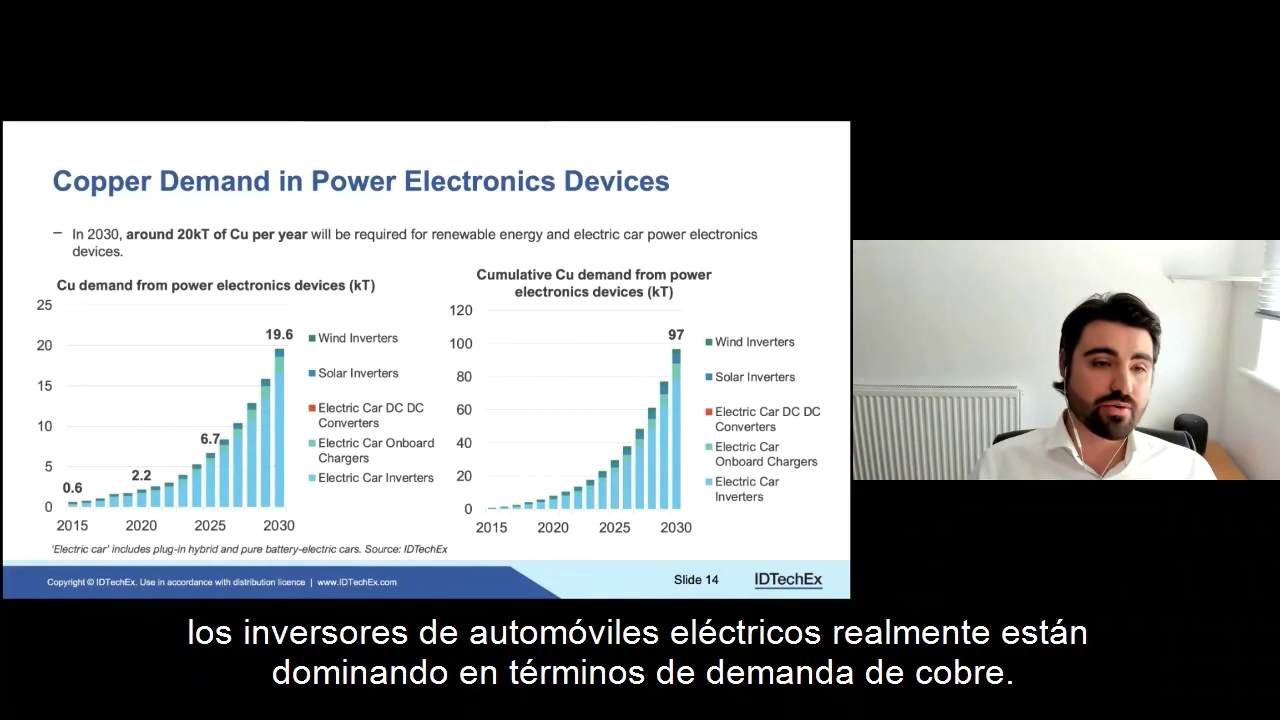 Copper Demand in Power Electronics Devices
– In 2030, around 20kT of Cu per year will be required for renewable energy and electric car power electronics
devices.
Cu demand from power electronics devices (kT)
25
20
15
10
5
0
0.6
2.2
6.7
19.6
2015
2020
2025
2030
Wind Inverters
Solar Inverters
Electric Car DC DC
Converters
Electric Car Onboard
Chargers
Electric Car Inverters
Cumulative Cu demand from power
electronics devices (kT)
120
100
80
60
40
20
0
97
2015
2020
2025
2030
Wind Inverters
Solar Inverters
Electric Car DC DC
Converters
Electric Car
Onboard Chargers
Electric Car
Inverters
'Electric car' includes plug-in hybrid and pure battery-electric cars. Source: IDTechEx
Copyright © IDTechEx. Use in accordance with distribution licence | www.IDTechEx.com
Slide 14
IDTechEx
los inversores de automóviles eléctricos realmente están
dominando en términos de demanda de cobre.